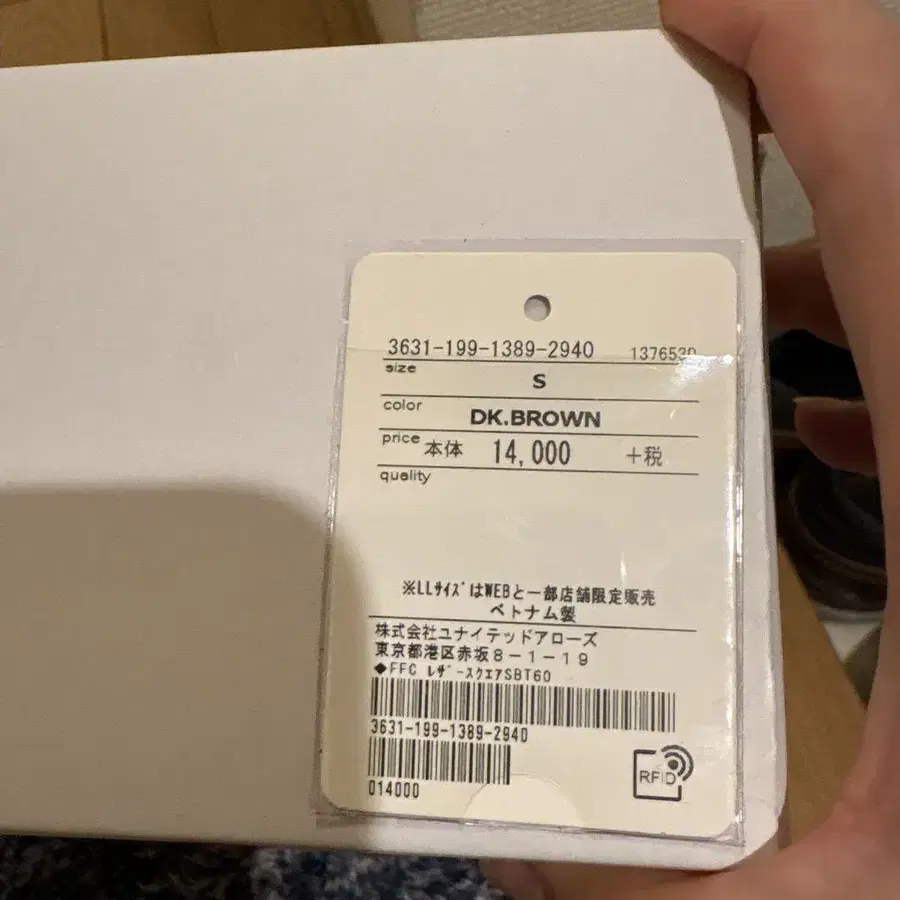 3631-199-1389-2940 1376530
size
S
color
DK.BROWN
price 本体 14,000 +税
quality
※LLサイズはWEBと一部店舗限定販売
ベトナム製
株式会社ユナイテッドアローズ
東京都港区赤坂8-1-19
◆FFC レザースクエアSBT60
3631-199-1389-2940
014000
RFID